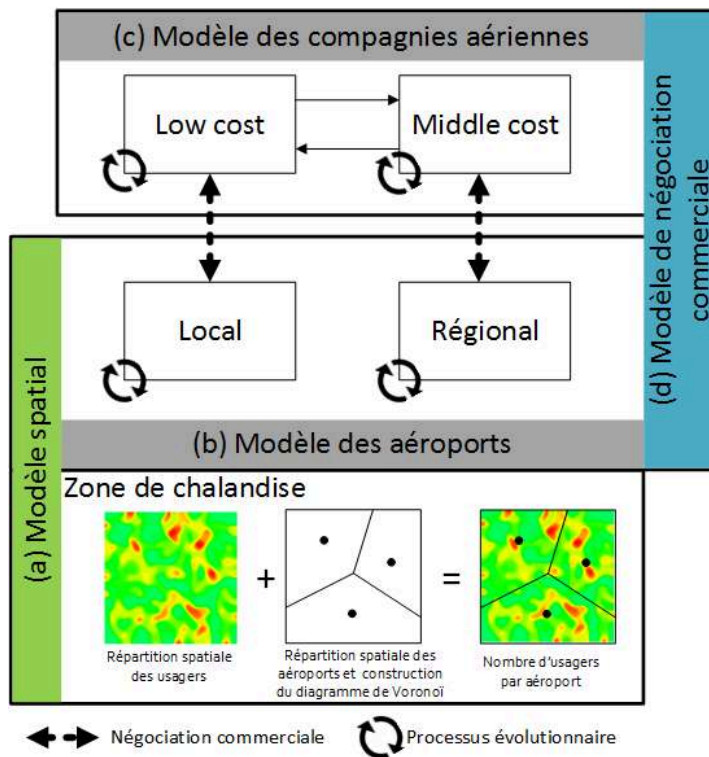 (c) Modèle des compagnies aériennes
Low cost
Middle cost
(d) Modèle de négociation
commerciale
Local
Régional
(b) Modèle des aéroports
(a) Modèle spatial
Zone de chalandise
+
=
Répartition spatiale
des usagers
Répartition spatiale des
aéroports et construction
du diagramme de Voronoï
Nombre d'usagers
par aéroport
Négociation commerciale
Processus évolutionnaire